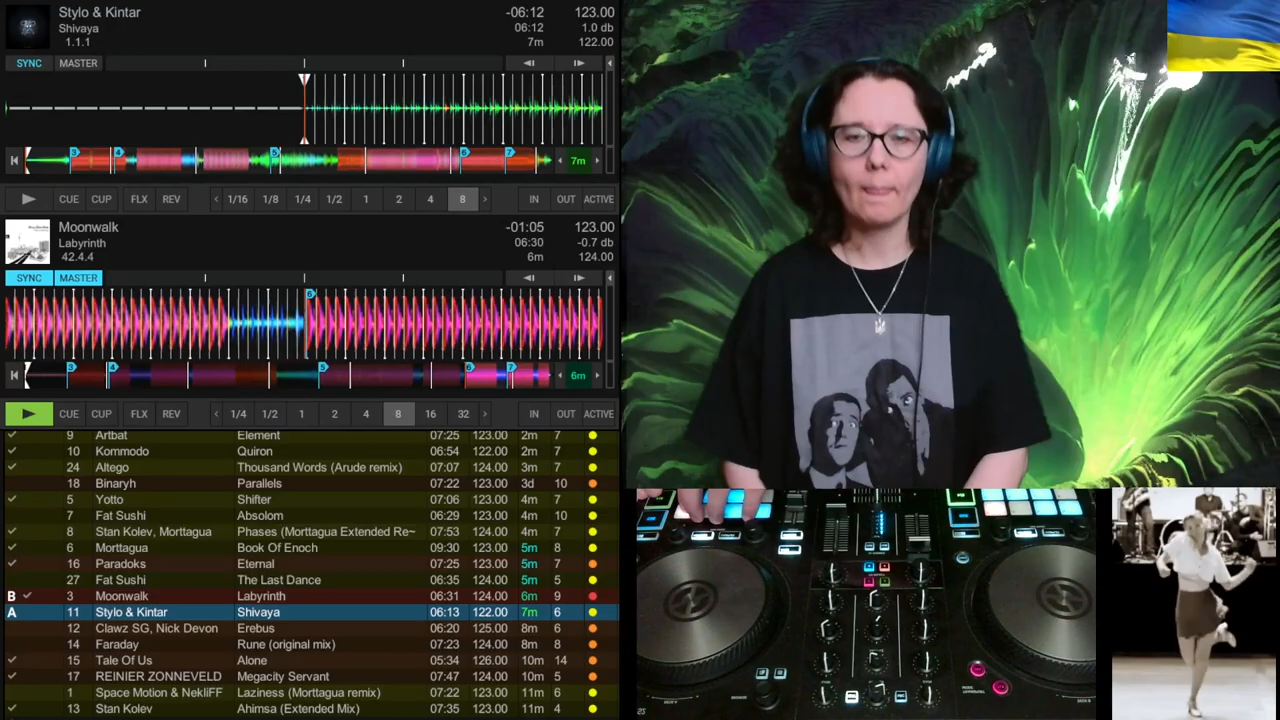 Stylo & Kintar -06:12 123.00
Shivaya 06:12 1.0 db
1.1.1 7m 122.00
SYNC MASTER
3 4 5 6 7 7m
CUE CUP FLX REV 1/16 1/8 1/4 1/2 1 2 4 8 IN OUT ACTIVE
Moonwalk -01:05 123.00
Labyrinth 06:30 -0.7 db
42.4.4 6m 124.00
SYNC MASTER
6
3 4 5 6 7 6m
CUE CUP FLX REV 1/4 1/2 1 2 4 8 16 32 IN OUT ACTIVE
9 Artbat Element 07:25 123.00 2m 7
10 Kommodo Quiron 06:54 122.00 2m 7
24 Altego Thousand Words (Arude remix) 07:07 124.00 3m 7
18 Binaryh Parallels 07:22 123.00 3d 10
5 Yotto Shifter 07:06 123.00 4m 7
7 Fat Sushi Absolom 06:29 123.00 4m 10
8 Stan Kolev, Morttagua Phases (Morttagua Extended Re~ 07:53 124.00 4m 7
6 Morttagua Book Of Enoch 09:30 123.00 5m 8
16 Paradoks Eternal 07:25 123.00 5m 7
27 Fat Sushi The Last Dance 06:35 124.00 5m 5
B 3 Moonwalk Labyrinth 06:31 124.00 6m 9
A 11 Stylo & Kintar Shivaya 06:13 122.00 7m 6
12 Clawz SG, Nick Devon Erebus 06:20 125.00 8m 6
14 Faraday Rune (original mix) 07:23 124.00 8m 8
15 Tale Of Us Alone 05:34 126.00 10m 14
17 REINIER ZONNEVELD Megacity Servant 07:47 124.00 10m 5
1 Space Motion & NekliFF Laziness (Morttagua remix) 07:22 123.00 11m 6
13 Stan Kolev Ahimsa (Extended Mix) 07:35 123.00 11m 4